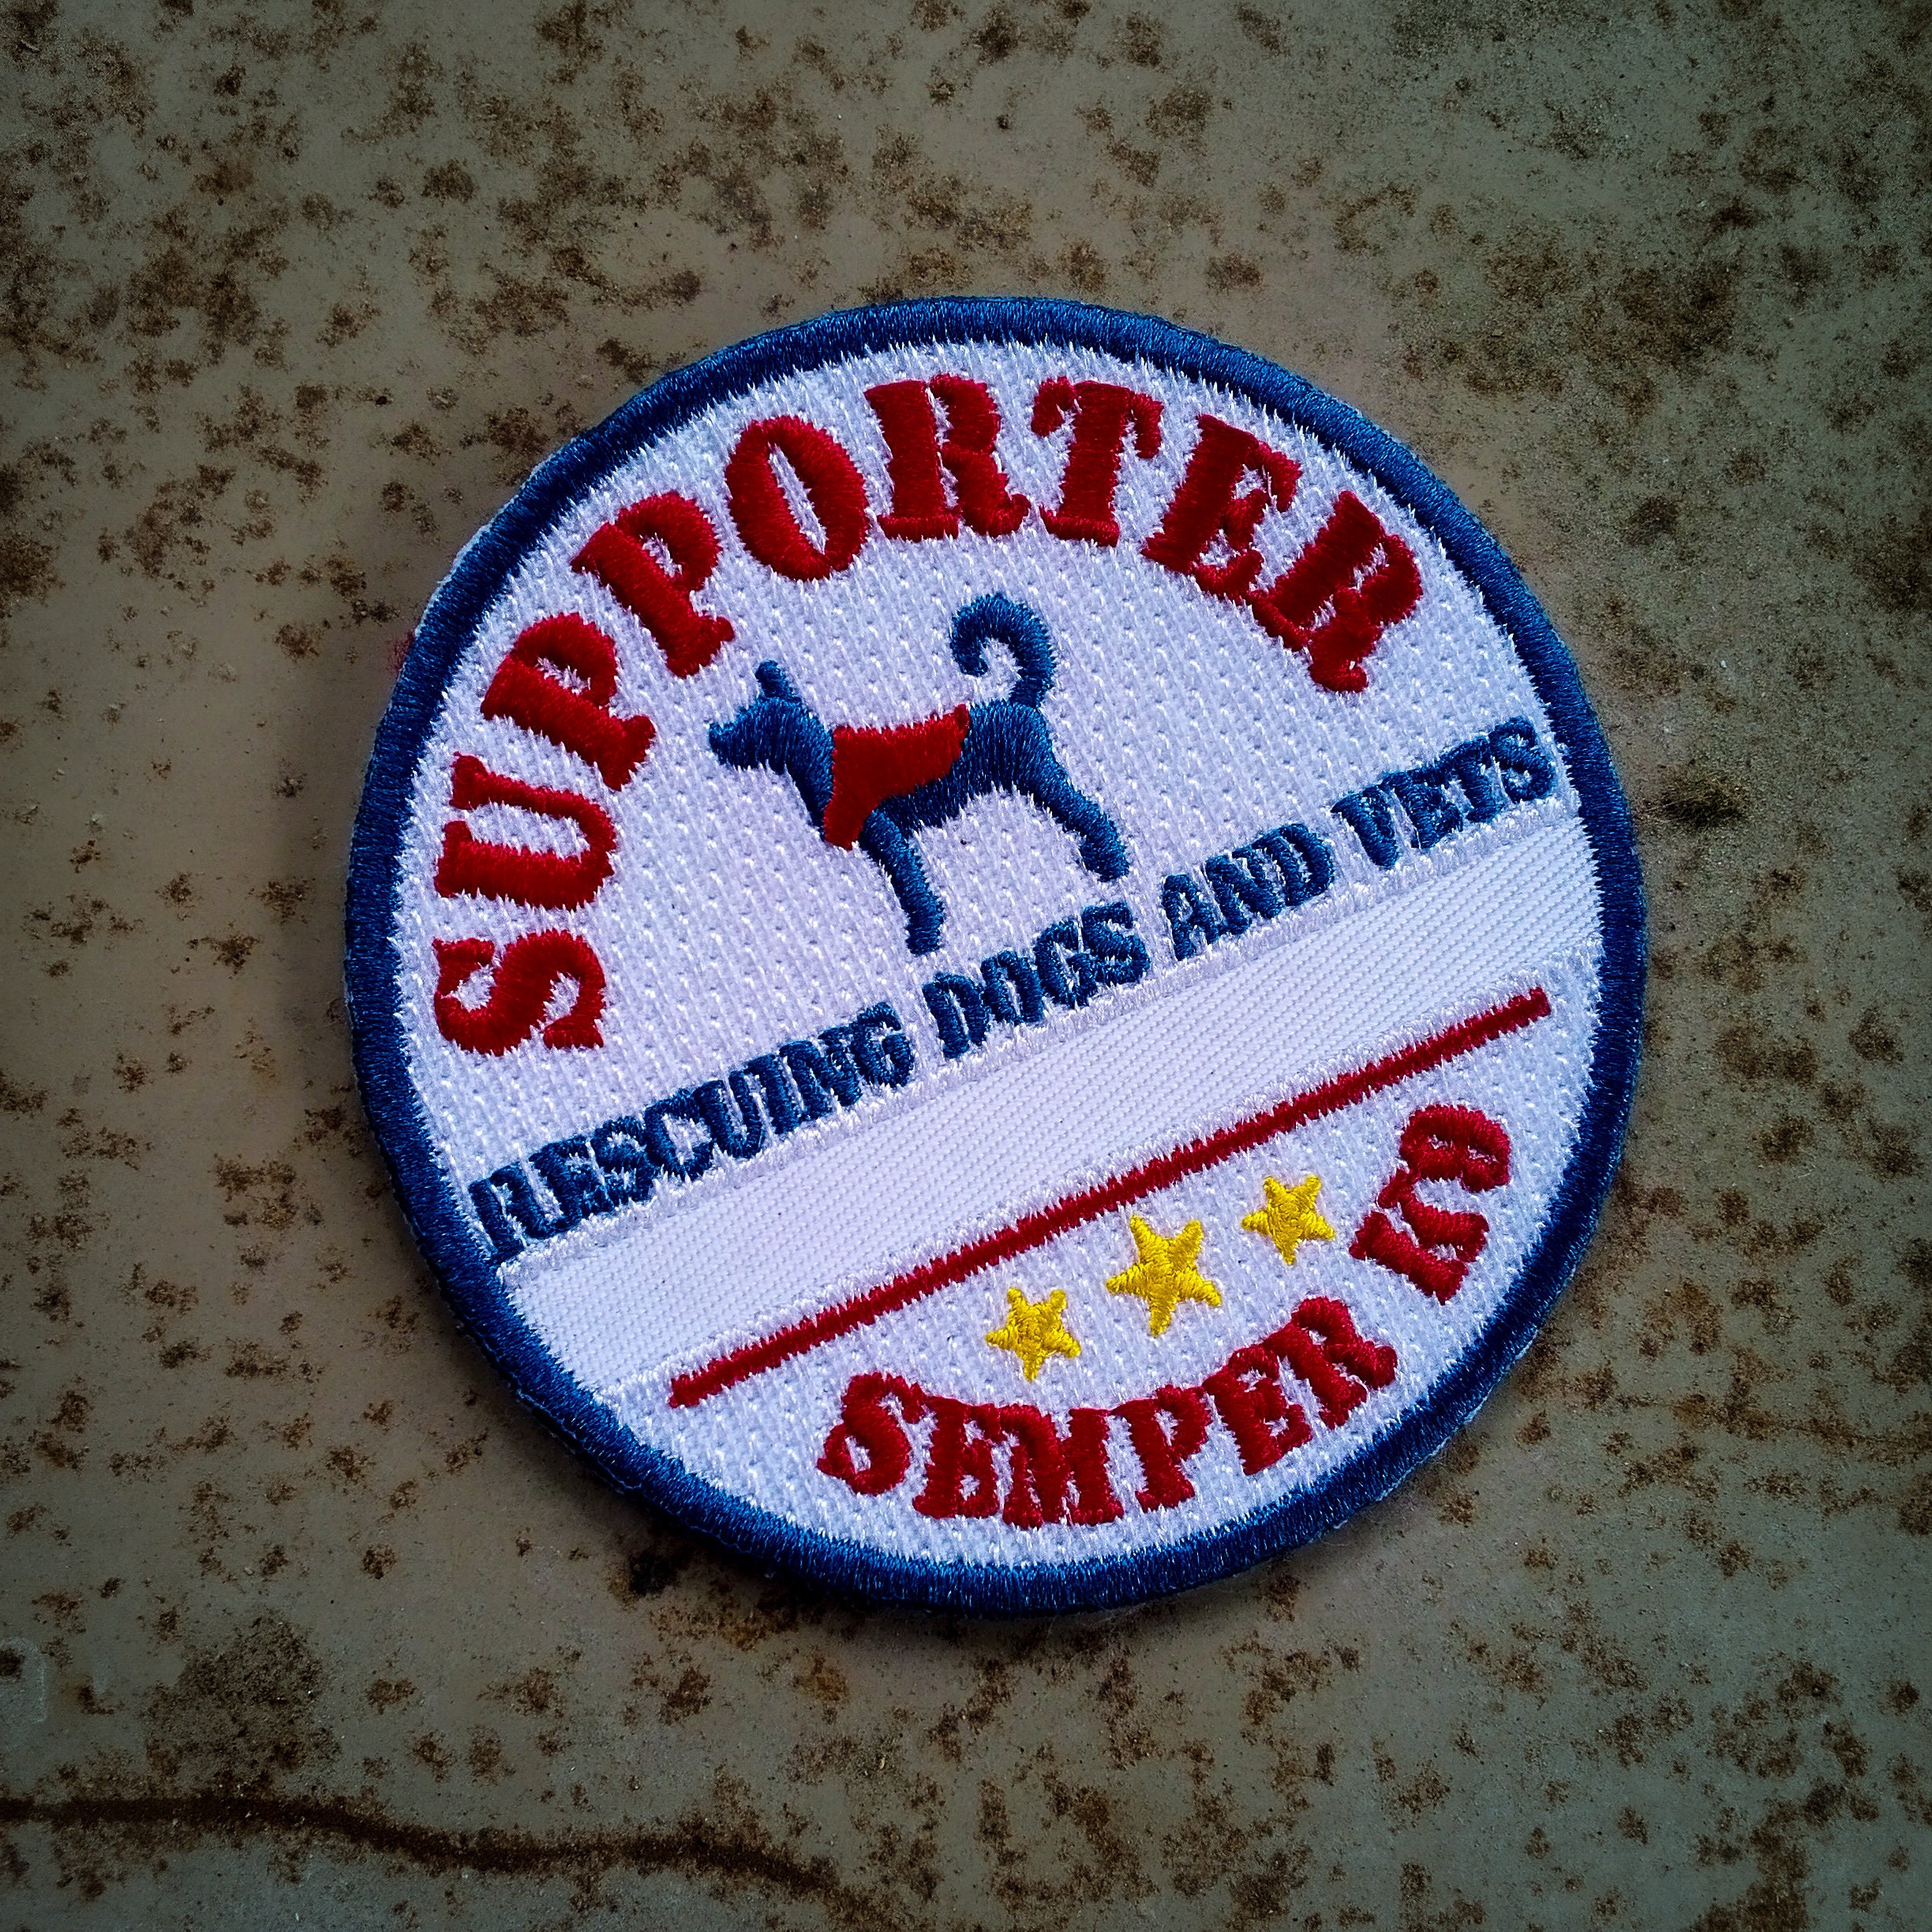 SUPPORTER
RESCUING DOGS AND VETS
SEMPER K9